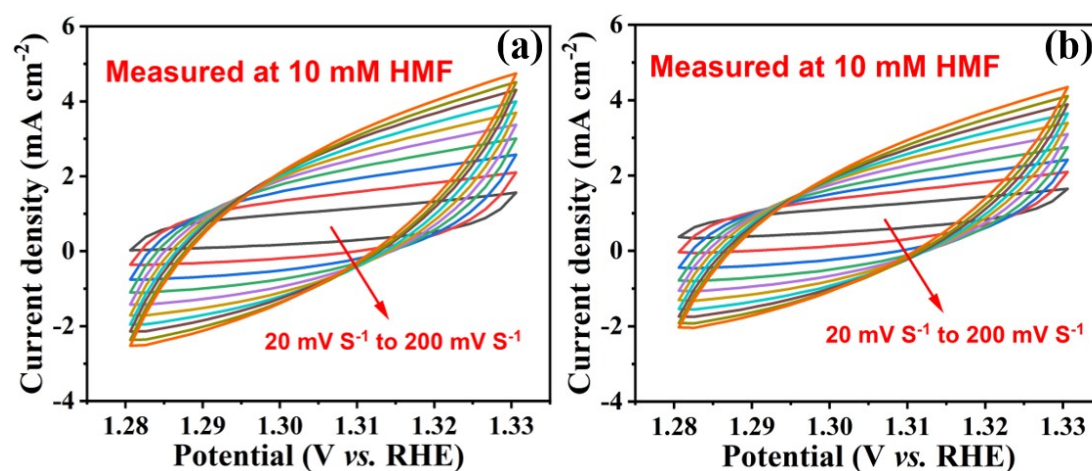 (a)
Measured at 10 mM HMF
6
4
2
0
-2
-4
Current density (mA cm⁻²)
20 mV S⁻¹ to 200 mV S⁻¹
1.28 1.29 1.30 1.31 1.32 1.33
Potential (V vs. RHE)
(b)
Measured at 10 mM HMF
6
4
2
0
-2
-4
Current density (mA cm⁻²)
20 mV S⁻¹ to 200 mV S⁻¹
1.28 1.29 1.30 1.31 1.32 1.33
Potential (V vs. RHE)